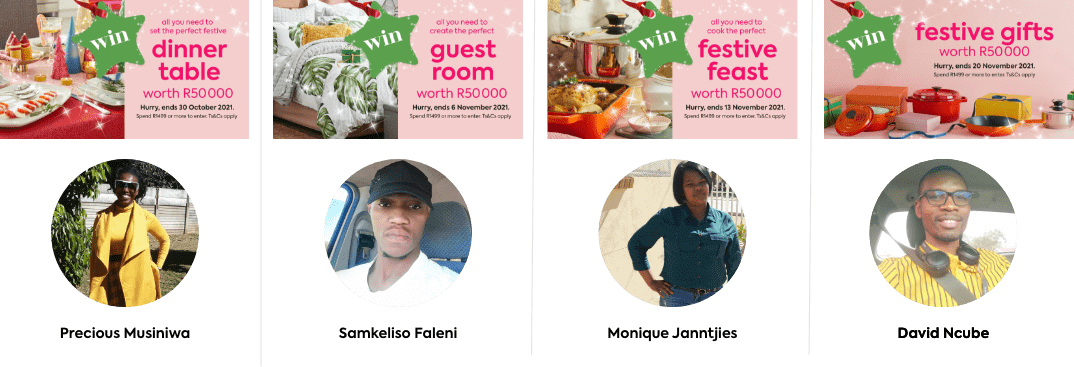 win
all you need to
set the perfect festive
dinner
table
worth R50000
Hurry, ends 30 October 2021.
Spend R1499 or more to enter. Ts&Cs apply
win
all you need to
create the perfect
guest
room
worth R50000
Hurry, ends 6 November 2021.
Spend R1499 or more to enter. Ts&Cs apply
win
all you need to
cook the perfect
festive
feast
worth R50000
Hurry, ends 13 November 2021.
Spend R1499 or more to enter. Ts&Cs apply
win
festive gifts
worth R50000
Hurry, ends 20 November 2021.
Spend R1499 or more to enter. Ts&Cs apply
Precious Musiniwa
Samkeliso Faleni
Monique Janntjies
David Ncube